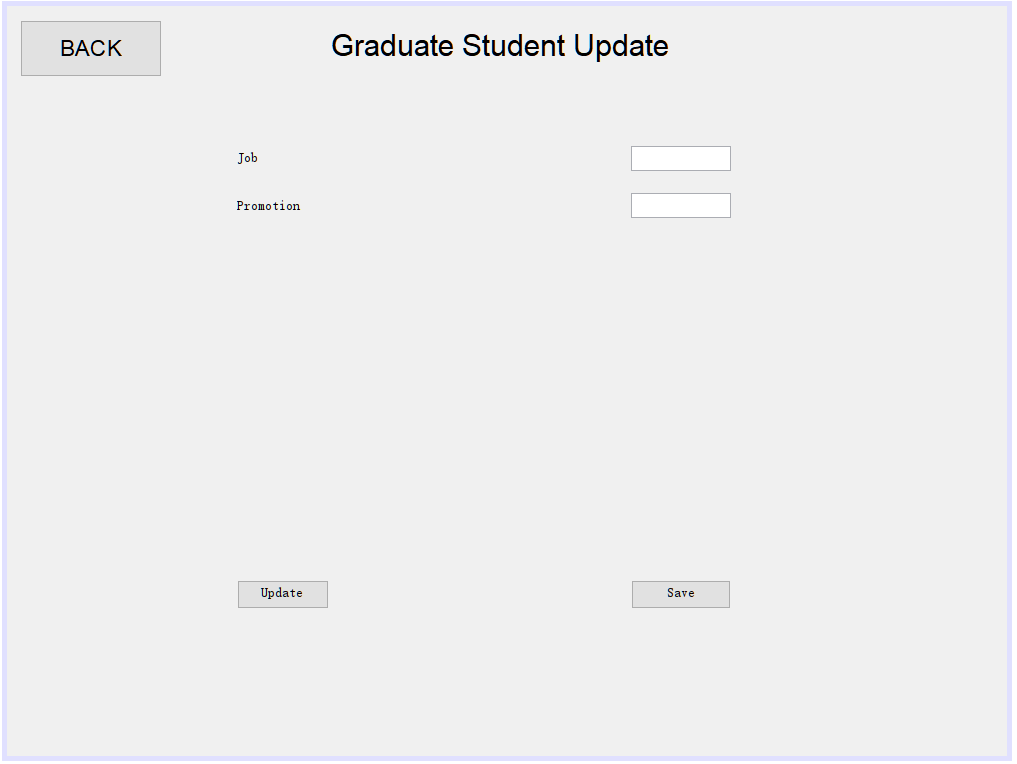 BACK
Graduate Student Update
Job
Promotion
Update
Save